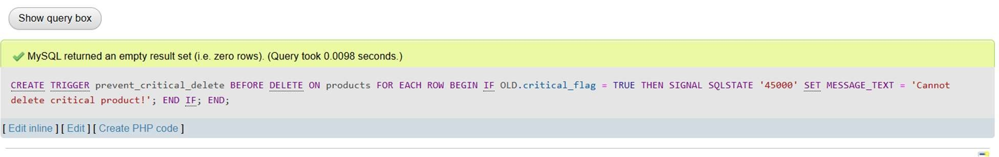 Show query box
MySQL returned an empty result set (i.e. zero rows). (Query took 0.0098 seconds.)
CREATE TRIGGER prevent_critical_delete BEFORE DELETE ON products FOR EACH ROW BEGIN IF OLD.critical_flag = TRUE THEN SIGNAL SQLSTATE '45000' SET MESSAGE_TEXT = 'Cannot
delete critical product!'; END IF; END;
[ Edit inline ] [ Edit ] [ Create PHP code ]